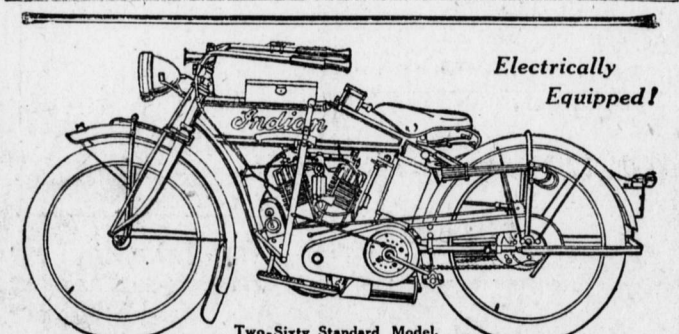 Electrically
Equipped!
Indian
Two-Sixty Standard Model.